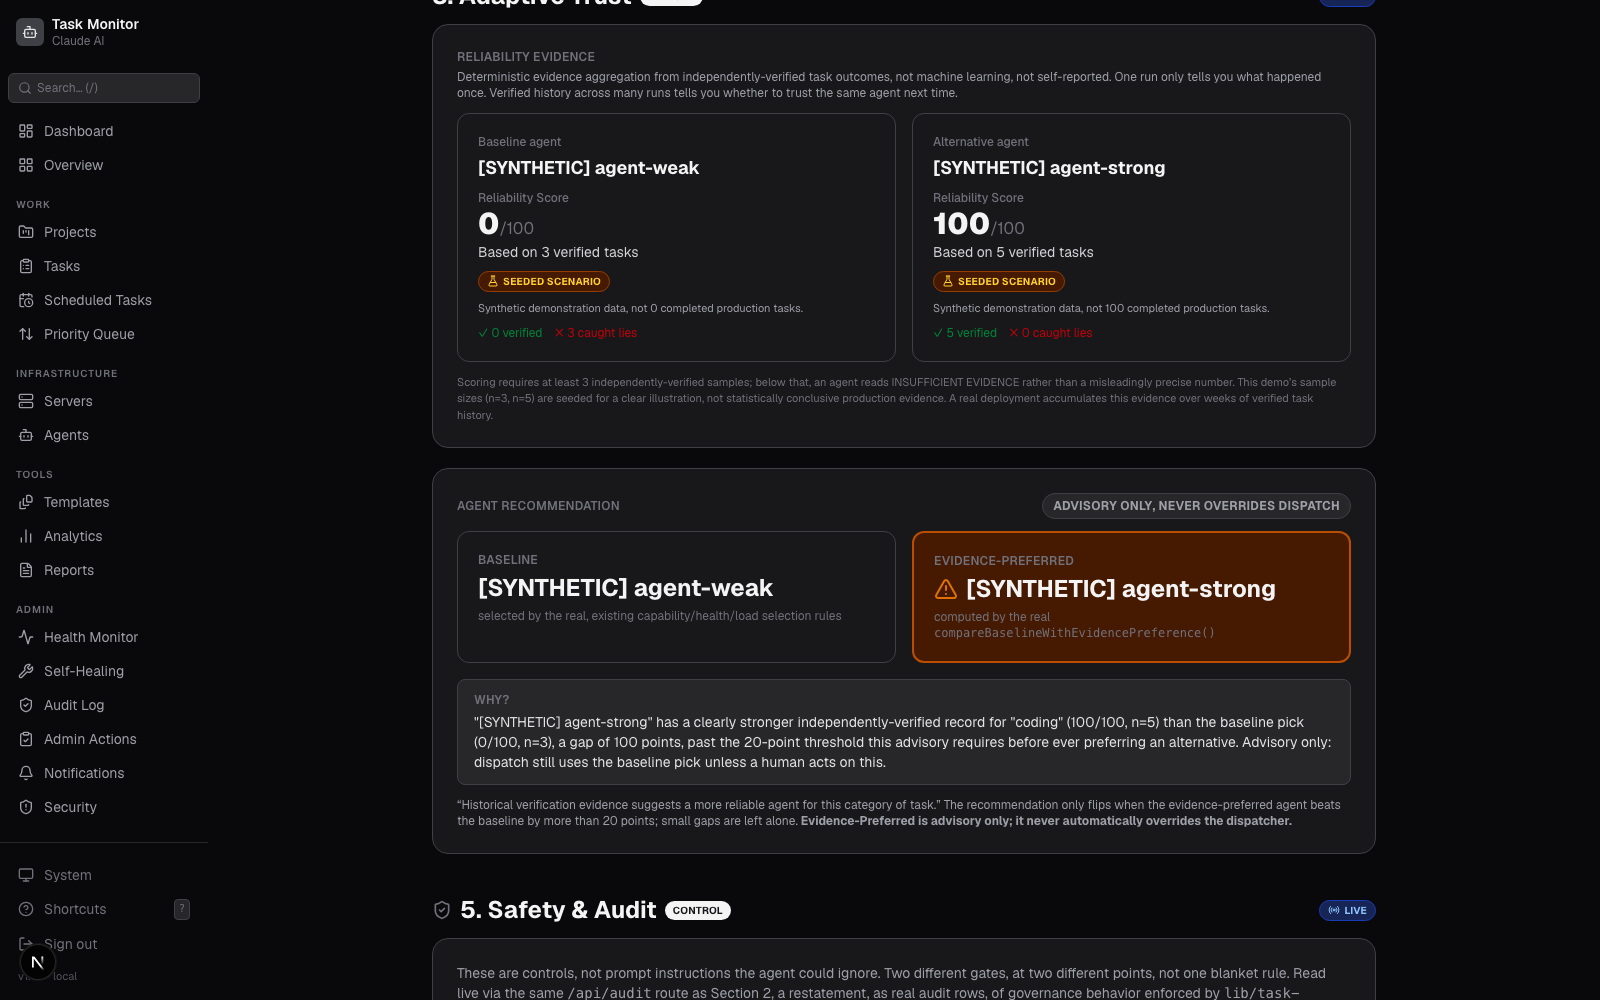 Task Monitor
Claude AI
Search... (/)
Dashboard
Overview
WORK
Projects
Tasks
Scheduled Tasks
Priority Queue
INFRASTRUCTURE
Servers
Agents
TOOLS
Templates
Analytics
Reports
ADMIN
Health Monitor
Self-Healing
Audit Log
Admin Actions
Notifications
Security
System
Shortcuts
?
Sign out
N
local
Adaptive Trust
RELIABILITY EVIDENCE
Deterministic evidence aggregation from independently-verified task outcomes, not machine learning, not self-reported. One run only tells you what happened
once. Verified history across many runs tells you whether to trust the same agent next time.
Baseline agent
[SYNTHETIC] agent-weak
Reliability Score
0/100
Based on 3 verified tasks
SEEDED SCENARIO
Synthetic demonstration data, not 0 completed production tasks.
✓ 0 verified ✕ 3 caught lies
Alternative agent
[SYNTHETIC] agent-strong
Reliability Score
100/100
Based on 5 verified tasks
SEEDED SCENARIO
Synthetic demonstration data, not 100 completed production tasks.
✓ 5 verified ✕ 0 caught lies
Scoring requires at least 3 independently-verified samples; below that, an agent reads INSUFFICIENT EVIDENCE rather than a misleadingly precise number. This demo's sample
sizes (n=3, n=5) are seeded for a clear illustration, not statistically conclusive production evidence. A real deployment accumulates this evidence over weeks of verified task
history.
AGENT RECOMMENDATION
ADVISORY ONLY, NEVER OVERRIDES DISPATCH
BASELINE
[SYNTHETIC] agent-weak
selected by the real, existing capability/health/load selection rules
EVIDENCE-PREFERRED
[SYNTHETIC] agent-strong
computed by the real
compareBaselineWithEvidencePreference()
WHY?
"[SYNTHETIC] agent-strong" has a clearly stronger independently-verified record for "coding" (100/100, n=5) than the baseline pick
(0/100, n=3), a gap of 100 points, past the 20-point threshold this advisory requires before ever preferring an alternative. Advisory only:
dispatch still uses the baseline pick unless a human acts on this.
“Historical verification evidence suggests a more reliable agent for this category of task.” The recommendation only flips when the evidence-preferred agent beats
the baseline by more than 20 points; small gaps are left alone. Evidence-Preferred is advisory only; it never automatically overrides the dispatcher.
5. Safety & Audit
CONTROL
LIVE
These are controls, not prompt instructions the agent could ignore. Two different gates, at two different points, not one blanket rule. Read
live via the same /api/audit route as Section 2, a restatement, as real audit rows, of governance behavior enforced by lib/task-